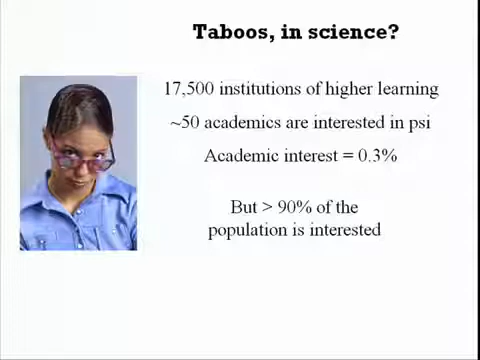 Taboos, in science?
17,500 institutions of higher learning
~50 academics are interested in psi
Academic interest = 0.3%
But > 90% of the
population is interested